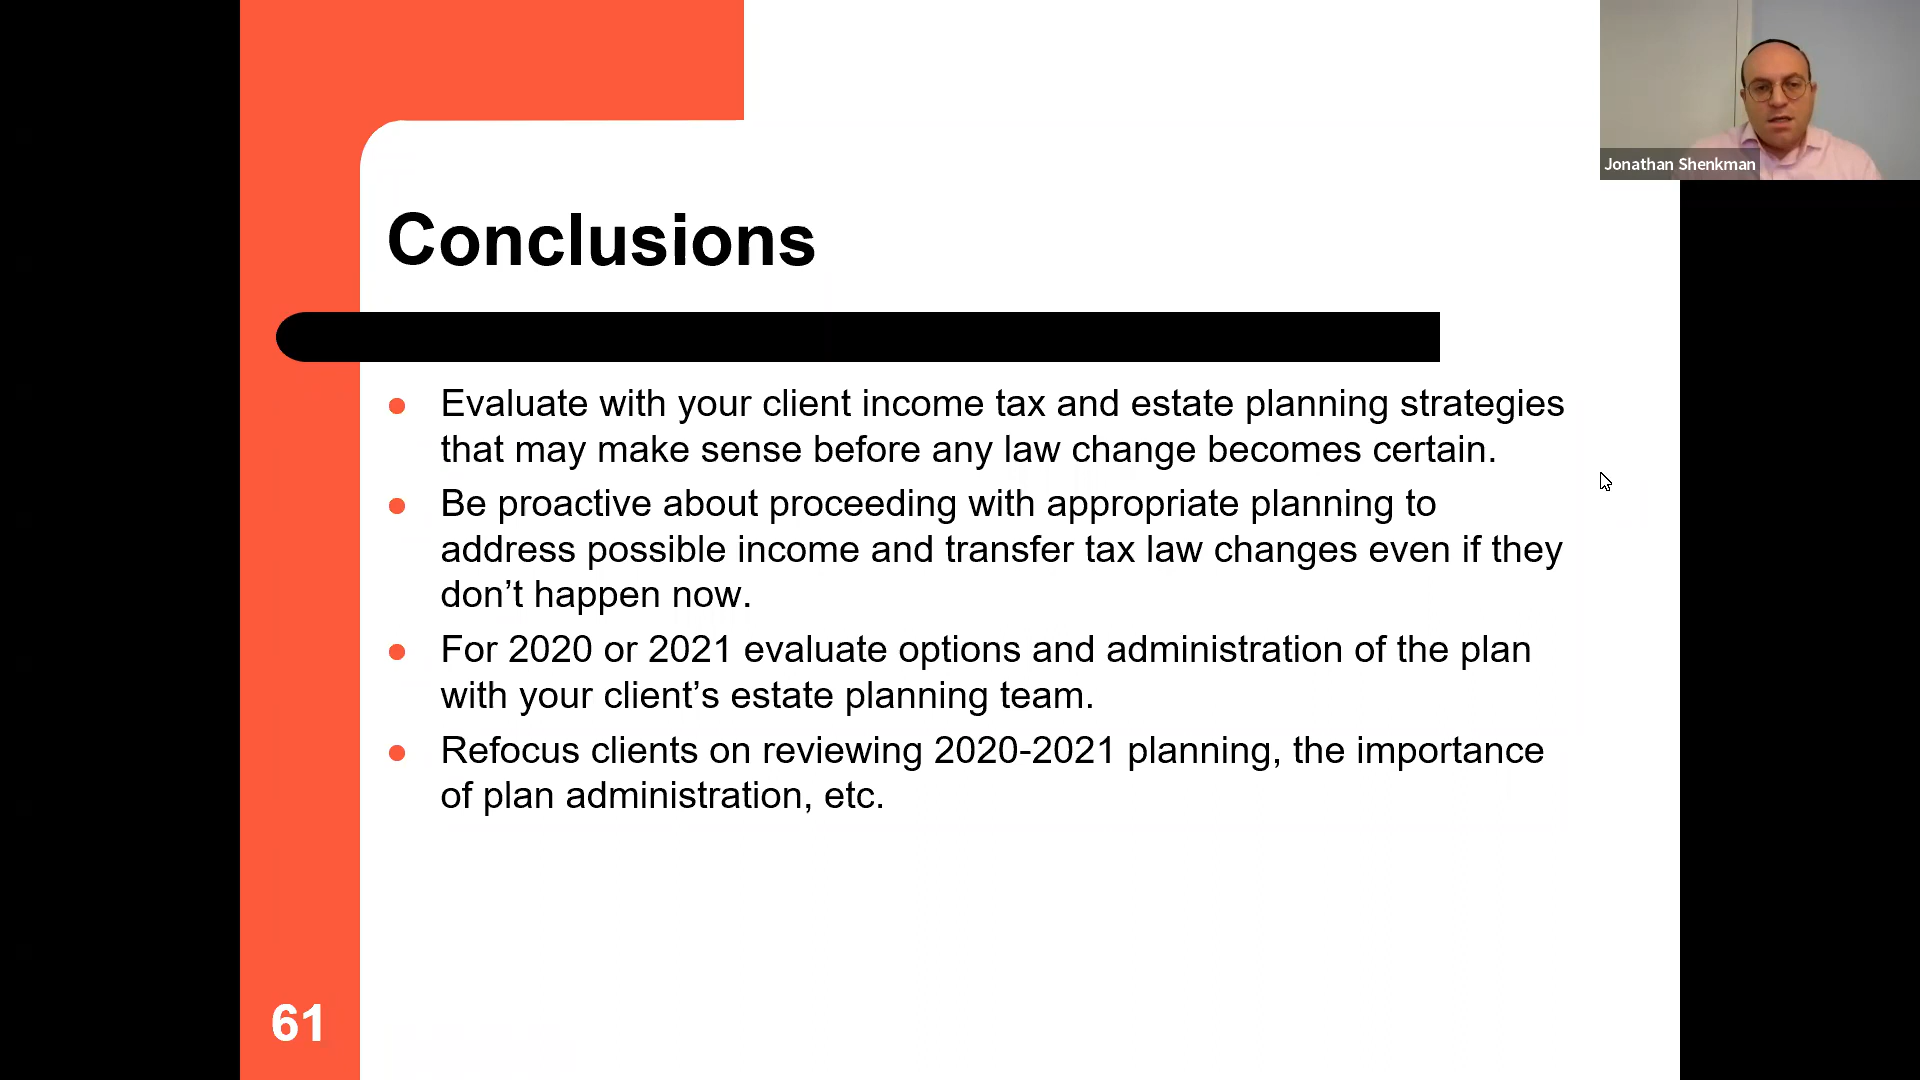 Jonathan Shenkman
Conclusions
Evaluate with your client income tax and estate planning strategies
that may make sense before any law change becomes certain.
Be proactive about proceeding with appropriate planning to
address possible income and transfer tax law changes even if they
don’t happen now.
For 2020 or 2021 evaluate options and administration of the plan
with your client’s estate planning team.
Refocus clients on reviewing 2020-2021 planning, the importance
of plan administration, etc.
61